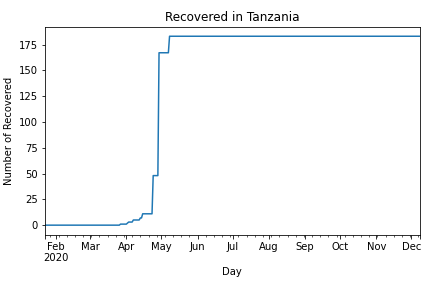 Recovered in Tanzania
Number of Recovered
175
150
125
100
75
50
25
0
Feb Mar Apr May Jun Jul Aug Sep Oct Nov Dec
2020
Day